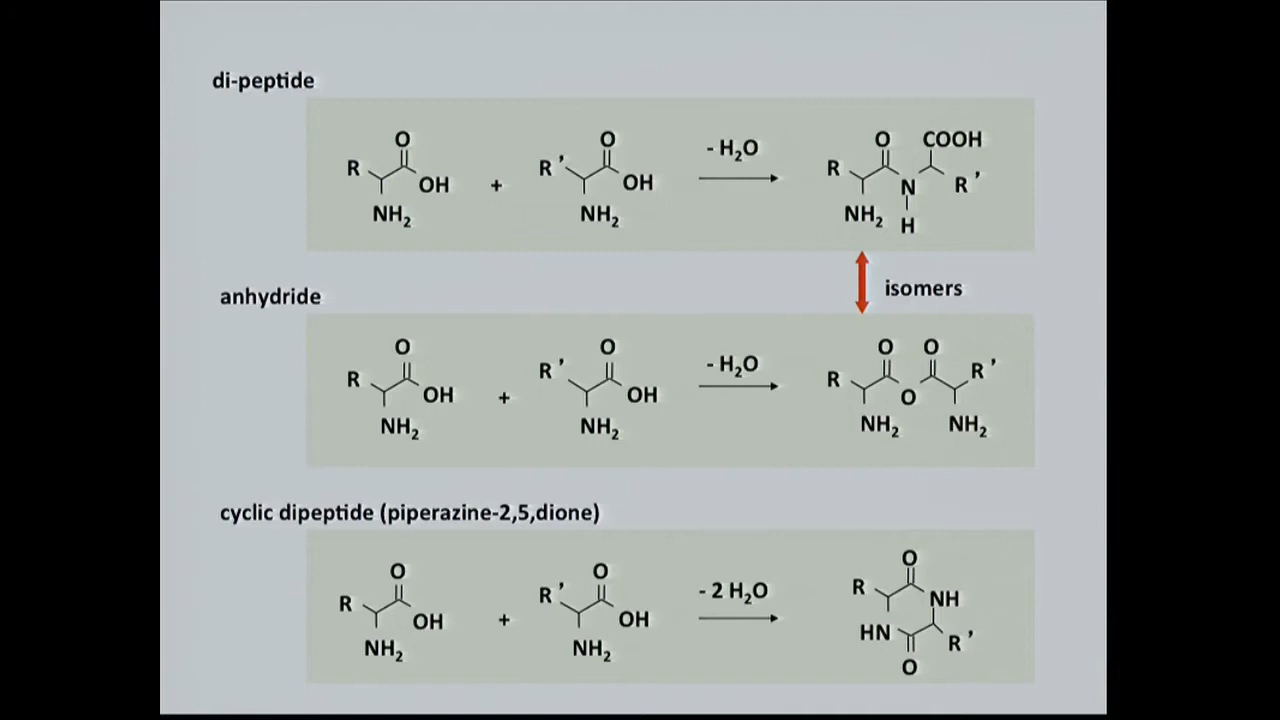 di-peptide
O O O COOH
R R ’ - H₂O R
OH + OH N R ’
NH₂ NH₂ NH₂ H
isomers
anhydride
O O O O
R R ’ - H₂O R R ’
OH + OH O
NH₂ NH₂ NH₂ NH₂
cyclic dipeptide (piperazine-2,5,dione)
O O O
R R ’ - 2 H₂O R NH
OH + OH HN R ’
NH₂ NH₂ O